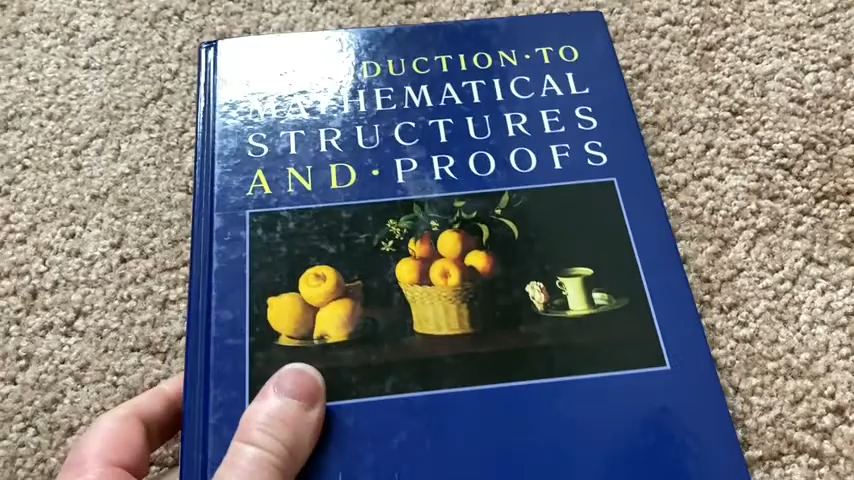 DUCTION·TO
MATHEMATICAL
STRUCTURES
AND·PROOFS